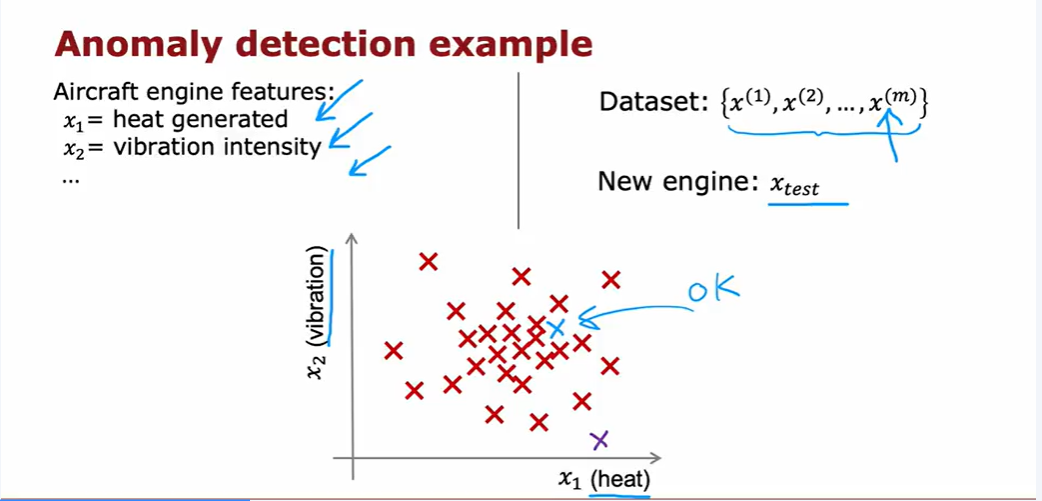 Anomaly detection example
Aircraft engine features:
x₁= heat generated
x₂= vibration intensity
...
Dataset: {x⁽¹⁾, x⁽²⁾, ..., x⁽ᵐ⁾}
New engine: x_test
OK
x₂ (vibration)
x₁ (heat)